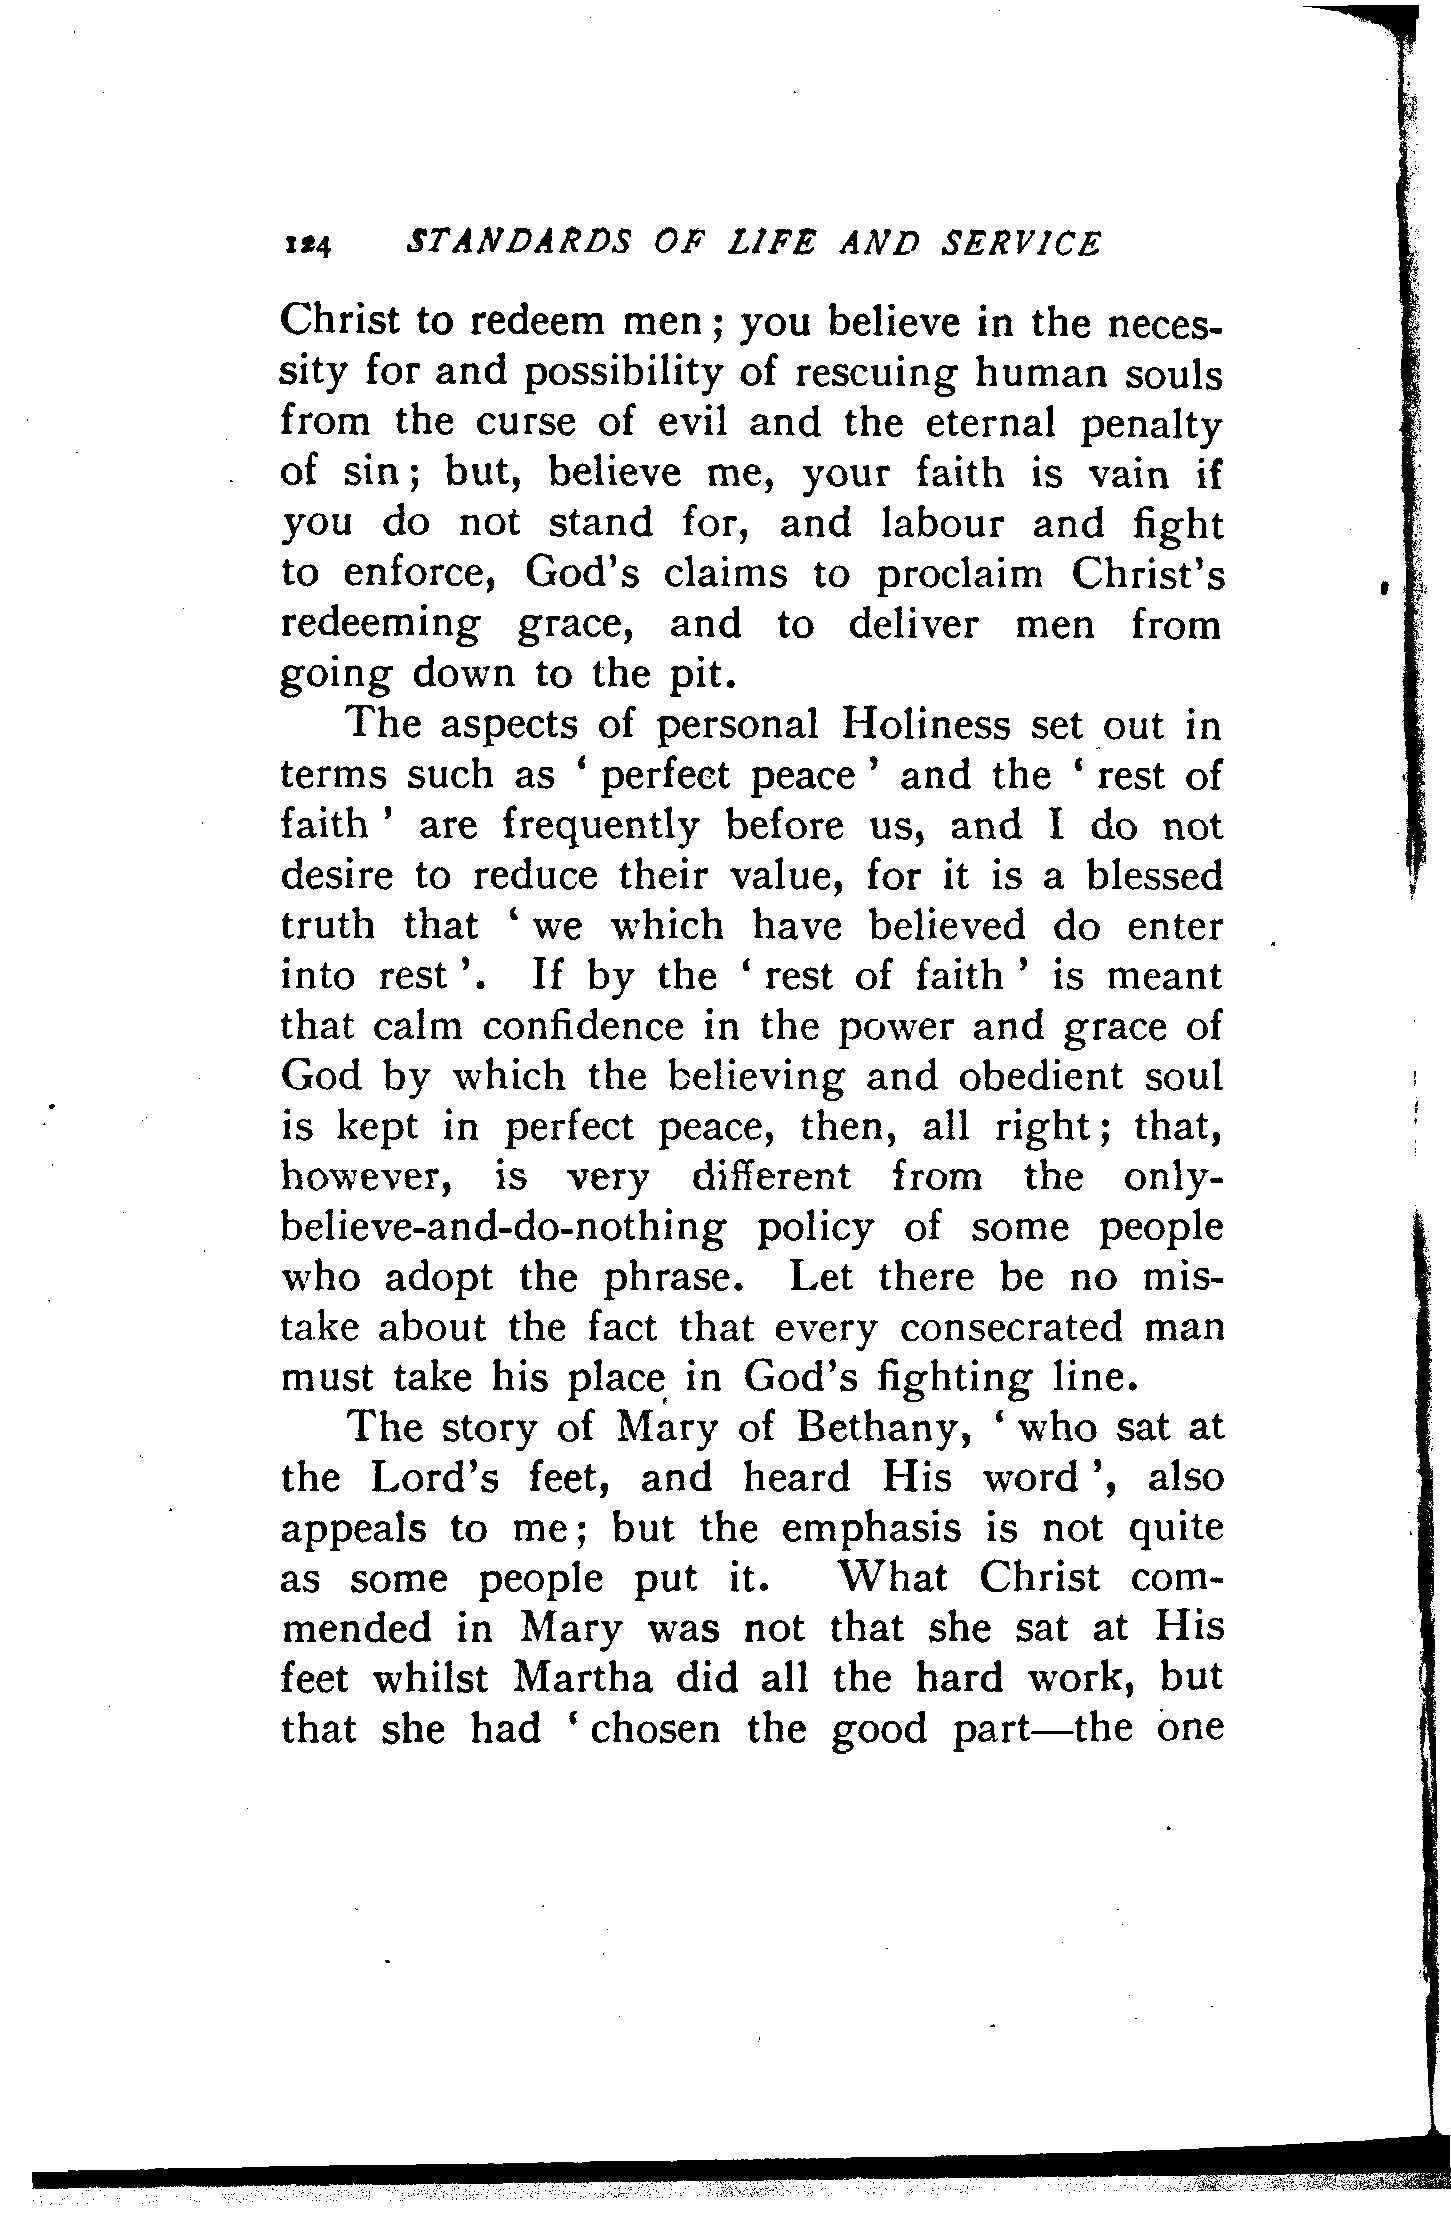 124 STANDARDS OF LIFE AND SERVICE
Christ to redeem men; you believe in the neces-
sity for and possibility of rescuing human souls
from the curse of evil and the eternal penalty
of sin; but, believe me, your faith is vain if
you do not stand for, and labour and fight
to enforce, God's claims to proclaim Christ's
redeeming grace, and to deliver men from
going down to the pit.
The aspects of personal Holiness set out in
terms such as ‘ perfect peace ’ and the ‘ rest of
faith ’ are frequently before us, and I do not
desire to reduce their value, for it is a blessed
truth that ‘ we which have believed do enter
into rest ’. If by the ‘ rest of faith ’ is meant
that calm confidence in the power and grace of
God by which the believing and obedient soul
is kept in perfect peace, then, all right; that,
however, is very different from the only-
believe-and-do-nothing policy of some people
who adopt the phrase. Let there be no mis-
take about the fact that every consecrated man
must take his place in God's fighting line.
The story of Mary of Bethany, ‘ who sat at
the Lord's feet, and heard His word ’, also
appeals to me; but the emphasis is not quite
as some people put it. What Christ com-
mended in Mary was not that she sat at His
feet whilst Martha did all the hard work, but
that she had ‘ chosen the good part—the one